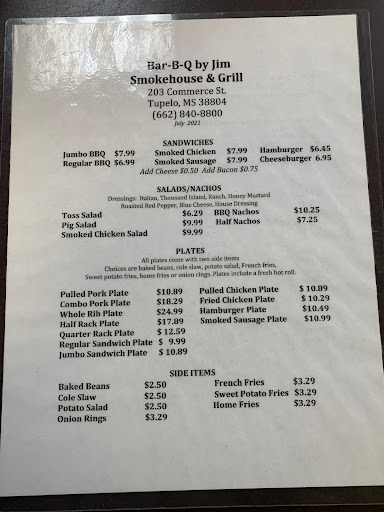 Bar-B-Q by Jim
Smokehouse & Grill
203 Commerce St.
Tupelo, MS 38804
(662) 840-8800
July 2021
SANDWICHES
Jumbo BBQ $7.99 Smoked Chicken $7.99 Hamburger $6.45
Regular BBQ $6.99 Smoked Sausage $7.99 Cheeseburger 6.95
Add Cheese $0.50 Add Bacon $0.75
SALADS/NACHOS
Dressings: Italian, Thousand Island, Ranch, Honey Mustard
Roasted Red Pepper, Blue Cheese, House Dressing
Toss Salad $6.29 BBQ Nachos $10.25
Pig Salad $9.99 Half Nachos $7.25
Smoked Chicken Salad $9.99
PLATES
All plates come with two side items
Choices are baked beans, cole slaw, potato salad, French fries,
Sweet potato fries, home fries or onion rings. Plates include a fresh hot roll.
Pulled Pork Plate $10.89 Pulled Chicken Plate $ 10.89
Combo Pork Plate $18.29 Fried Chicken Plate $ 10.29
Whole Rib Plate $24.99 Hamburger Plate $10.49
Half Rack Plate $17.89 Smoked Sausage Plate $10.99
Quarter Rack Plate $ 12.59
Regular Sandwich Plate $ 9.99
Jumbo Sandwich Plate $ 10.89
SIDE ITEMS
Baked Beans $2.50 French Fries $3.29
Cole Slaw $2.50 Sweet Potato Fries $3.29
Potato Salad $2.50 Home Fries $3.29
Onion Rings $3.29